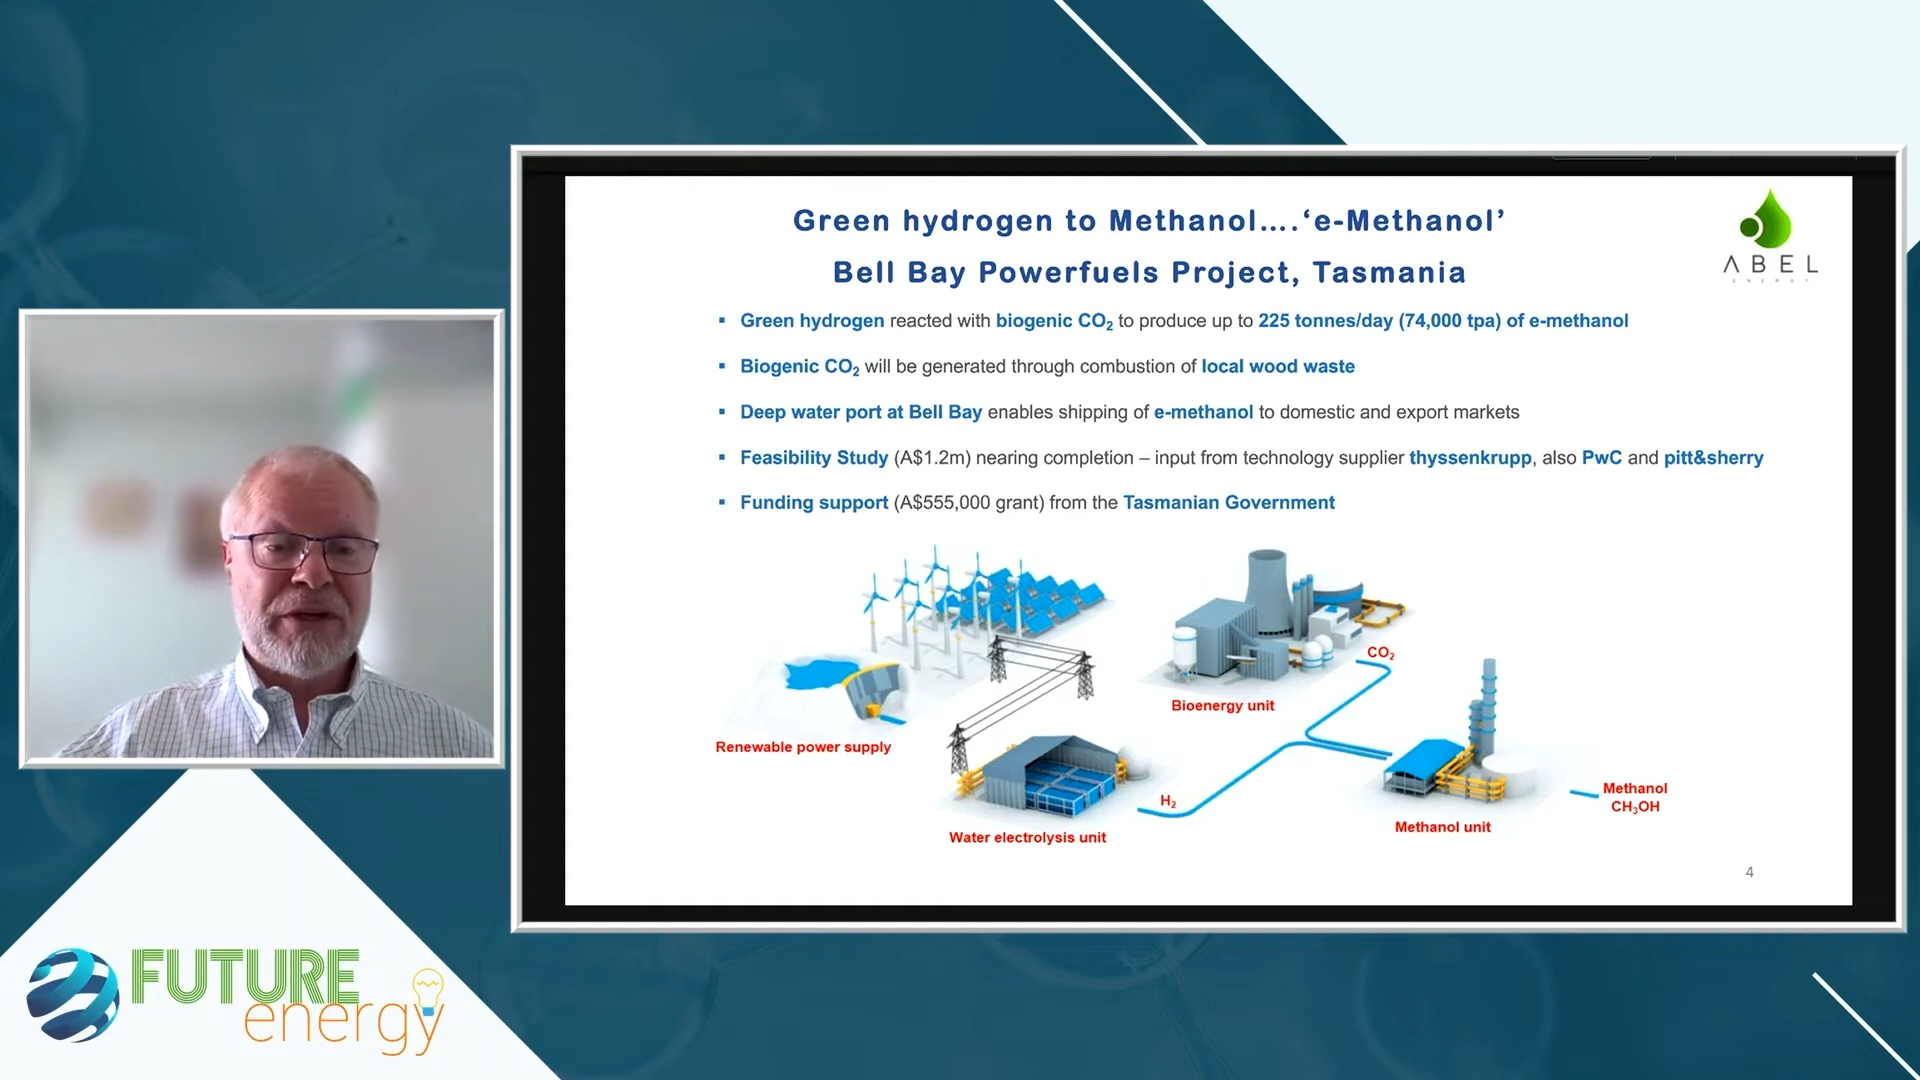 Green hydrogen to Methanol....‘e-Methanol’
Bell Bay Powerfuels Project, Tasmania
ABEL
ENERGY
▪ Green hydrogen reacted with biogenic CO₂ to produce up to 225 tonnes/day (74,000 tpa) of e-methanol
▪ Biogenic CO₂ will be generated through combustion of local wood waste
▪ Deep water port at Bell Bay enables shipping of e-methanol to domestic and export markets
▪ Feasibility Study (A$1.2m) nearing completion – input from technology supplier thyssenkrupp, also PwC and pitt&sherry
▪ Funding support (A$555,000 grant) from the Tasmanian Government
CO₂
Bioenergy unit
Renewable power supply
H₂
Methanol
CH₃OH
Methanol unit
Water electrolysis unit
4
FUTURE
energy